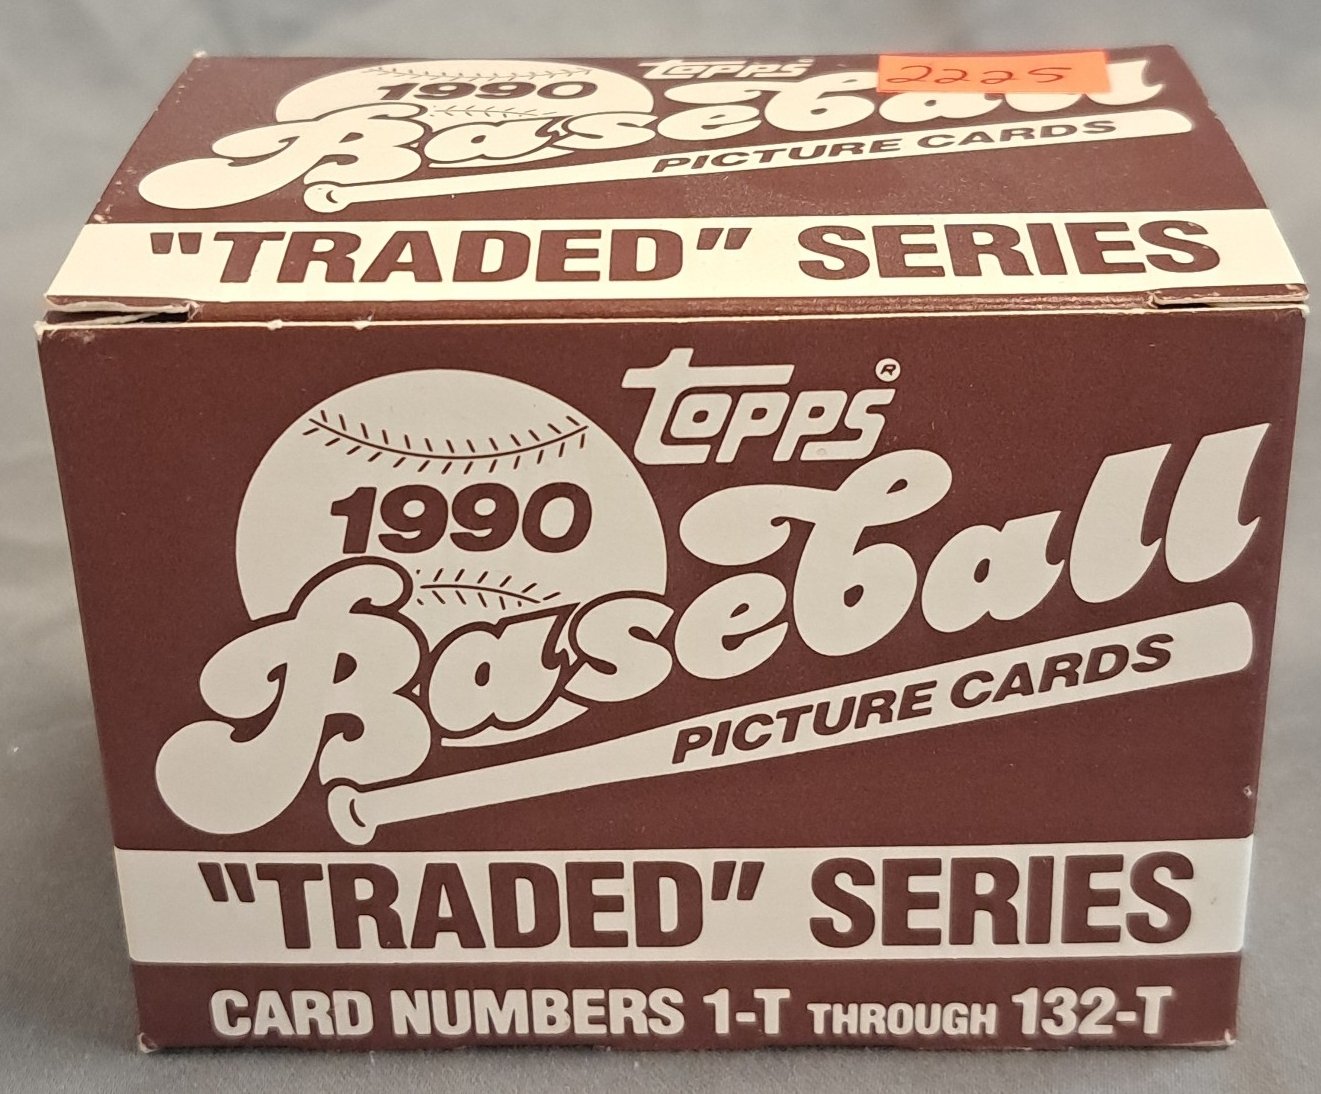 topps
2225
1990
Baseball
PICTURE CARDS
"TRADED" SERIES
topps®
1990
Baseball
PICTURE CARDS
"TRADED" SERIES
CARD NUMBERS 1-T THROUGH 132-T